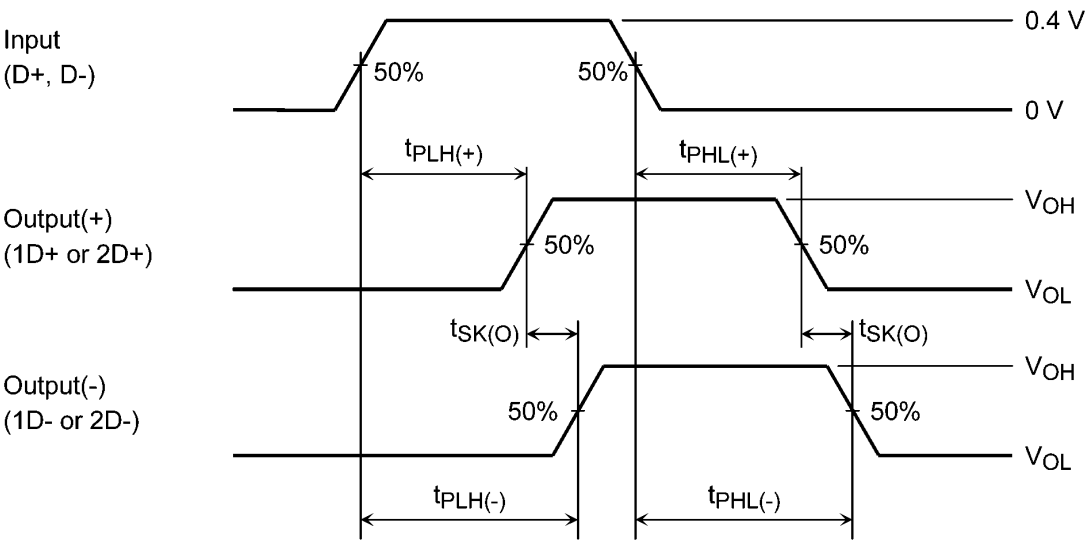 Input
(D+, D-)
0.4 V
50%
50%
0 V
tPLH(+)
tPHL(+)
Output(+)
(1D+ or 2D+)
VOH
50%
50%
VOL
tSK(O)
tSK(O)
Output(-)
(1D- or 2D-)
VOH
50%
50%
VOL
tPLH(-)
tPHL(-)